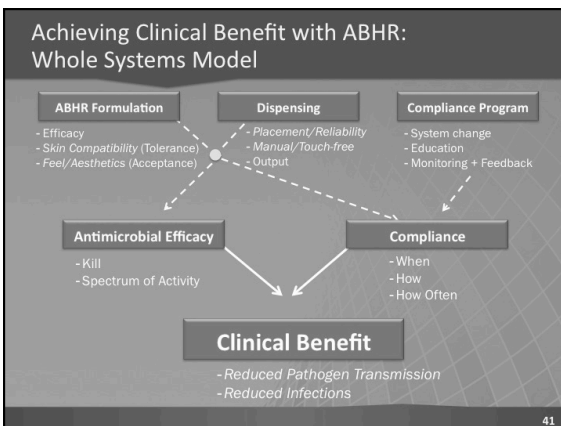 Achieving Clinical Benefit with ABHR:
Whole Systems Model
ABHR Formulation
- Efficacy
- Skin Compatibility (Tolerance)
- Feel/Aesthetics (Acceptance)
Dispensing
- Placement/Reliability
- Manual/Touch-free
- Output
Compliance Program
- System change
- Education
- Monitoring + Feedback
Antimicrobial Efficacy
- Kill
- Spectrum of Activity
Compliance
- When
- How
- How Often
Clinical Benefit
- Reduced Pathogen Transmission
- Reduced Infections
41